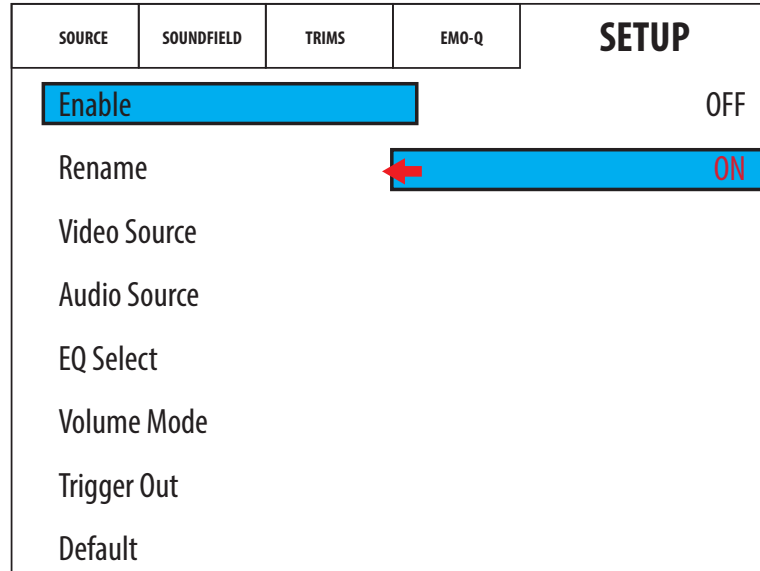 SOURCE SOUNDFIELD TRIMS EMO-Q SETUP
Enable OFF
Rename ON
Video Source
Audio Source
EQ Select
Volume Mode
Trigger Out
Default